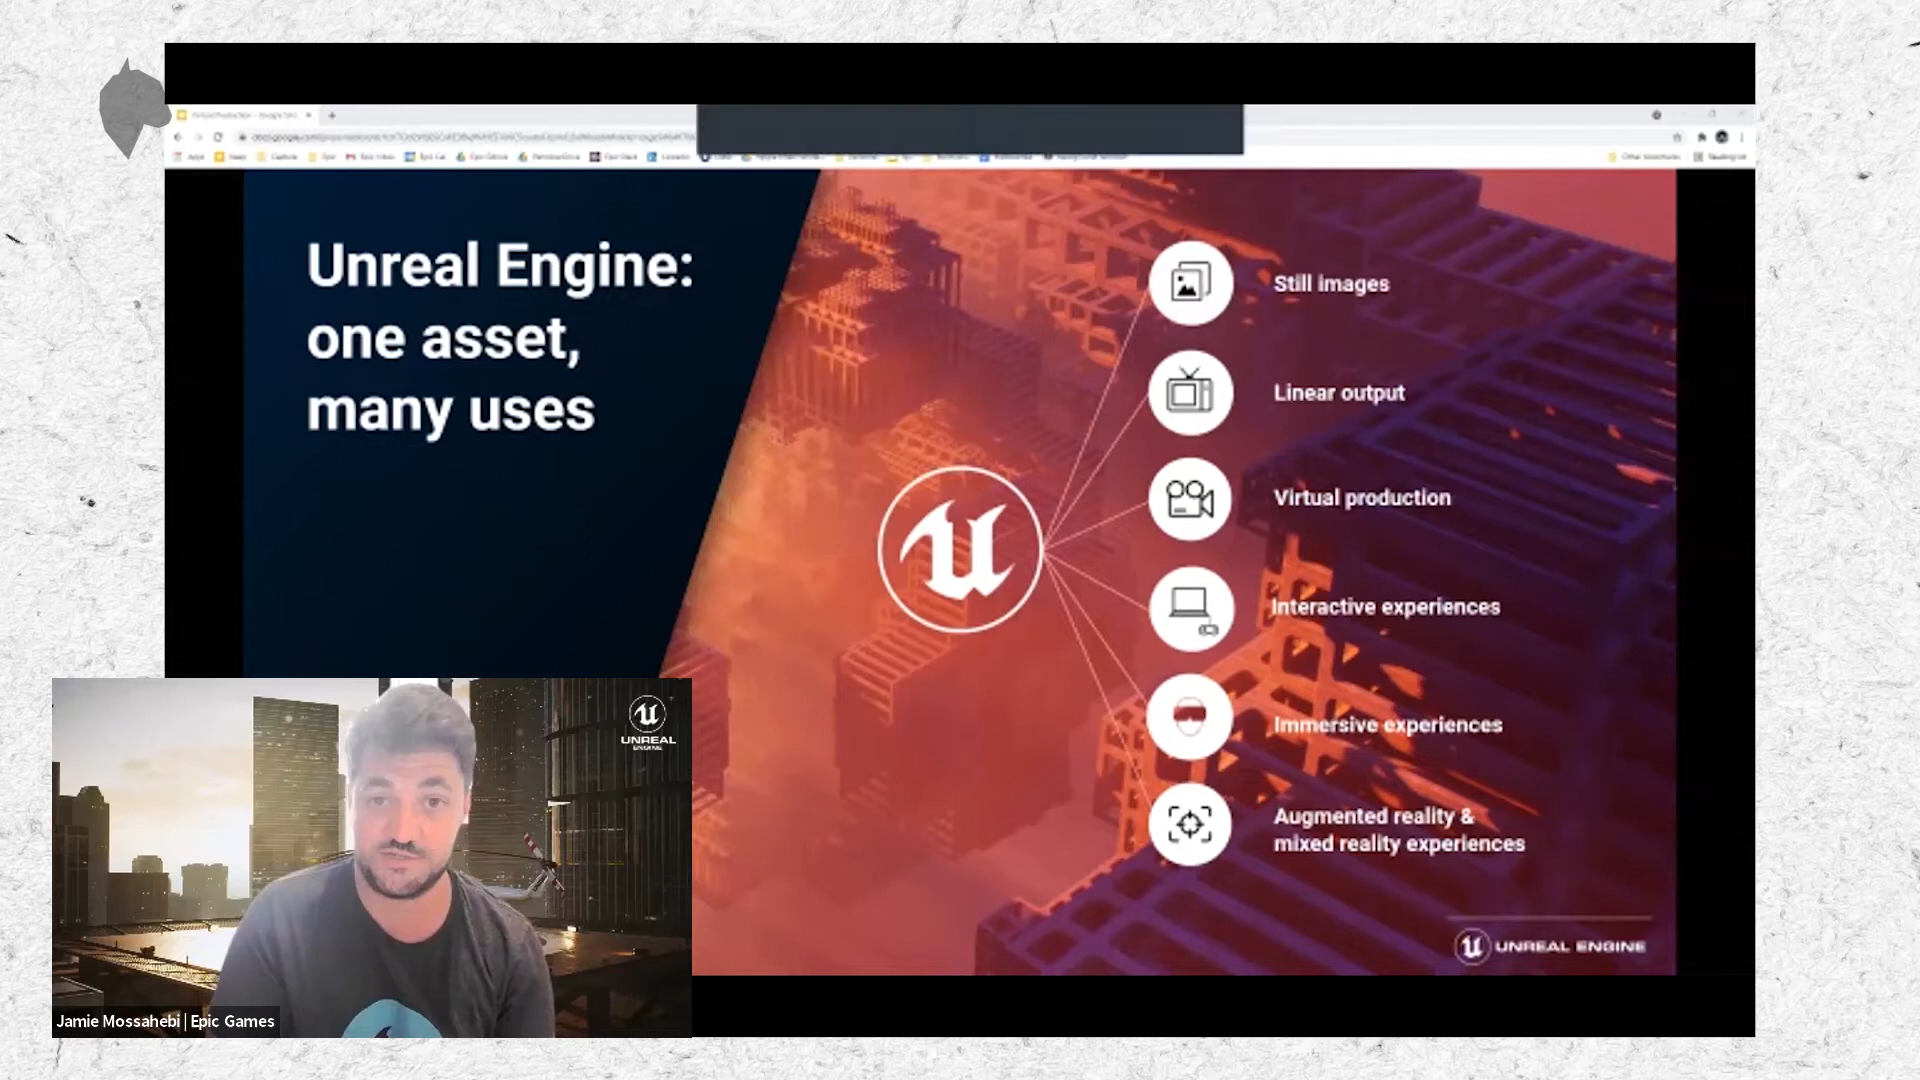 Unreal Engine:
one asset,
many uses
Still images
Linear output
Virtual production
Interactive experiences
Immersive experiences
Augmented reality &
mixed reality experiences
UNREAL ENGINE
UNREAL
ENGINE
Jamie Mossahebi | Epic Games